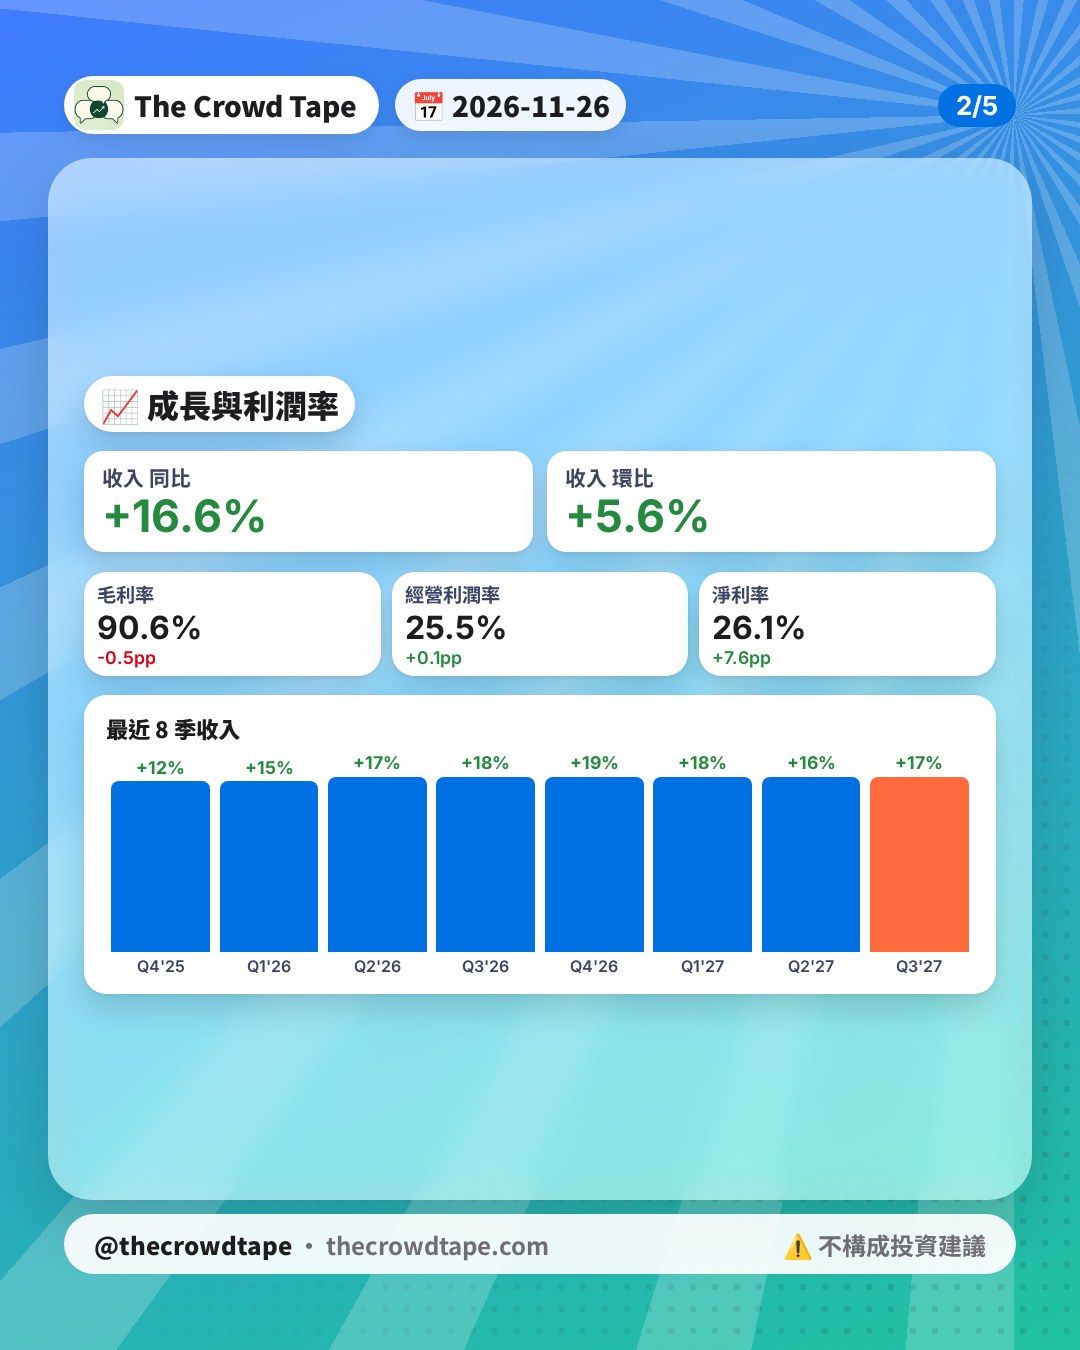 The Crowd Tape
2026-11-26
2/5
成長與利潤率
收入 同比
+16.6%
收入 環比
+5.6%
毛利率
90.6%
-0.5pp
經營利潤率
25.5%
+0.1pp
淨利率
26.1%
+7.6pp
最近 8 季收入
+12% +15% +17% +18% +19% +18% +16% +17%
Q4'25 Q1'26 Q2'26 Q3'26 Q4'26 Q1'27 Q2'27 Q3'27
@thecrowdtape • thecrowdtape.com
⚠️ 不構成投資建議